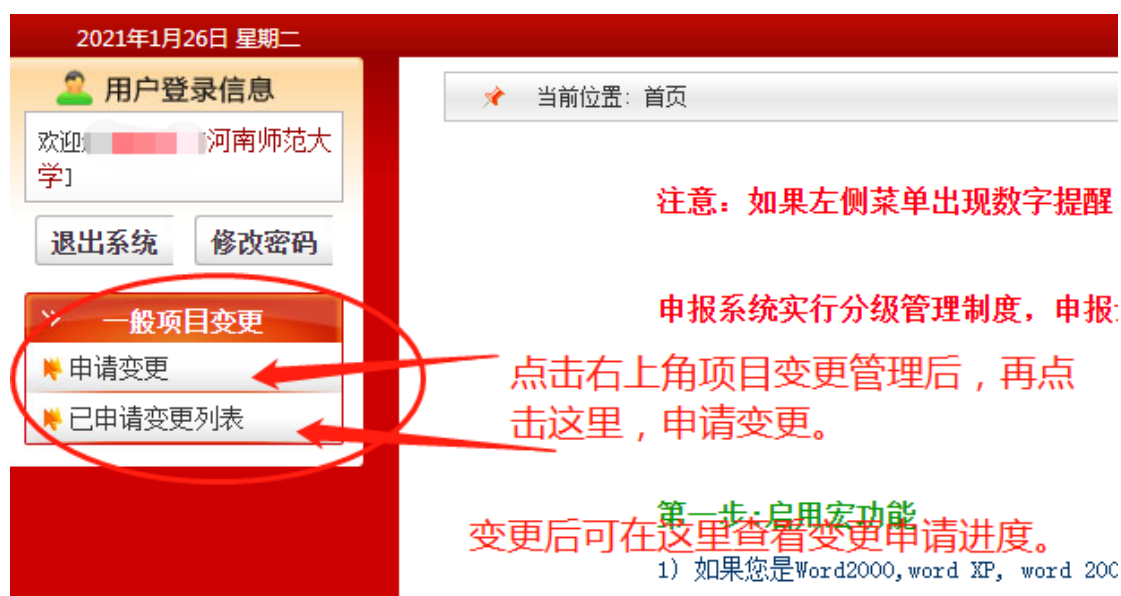 2021年1月26日 星期二
用户登录信息
欢迎
河南师范大
学]
退出系统
修改密码
一般项目变更
申请变更
已申请变更列表
当前位置：首页
注意：如果左侧菜单出现数字提醒
申报系统实行分级管理制度，申报
点击右上角项目变更管理后，再点
击这里，申请变更。
第一步:启用宏功能
变更后可在这里查看变更申请进度。
1) 如果您是Word2000,word XP, word 200